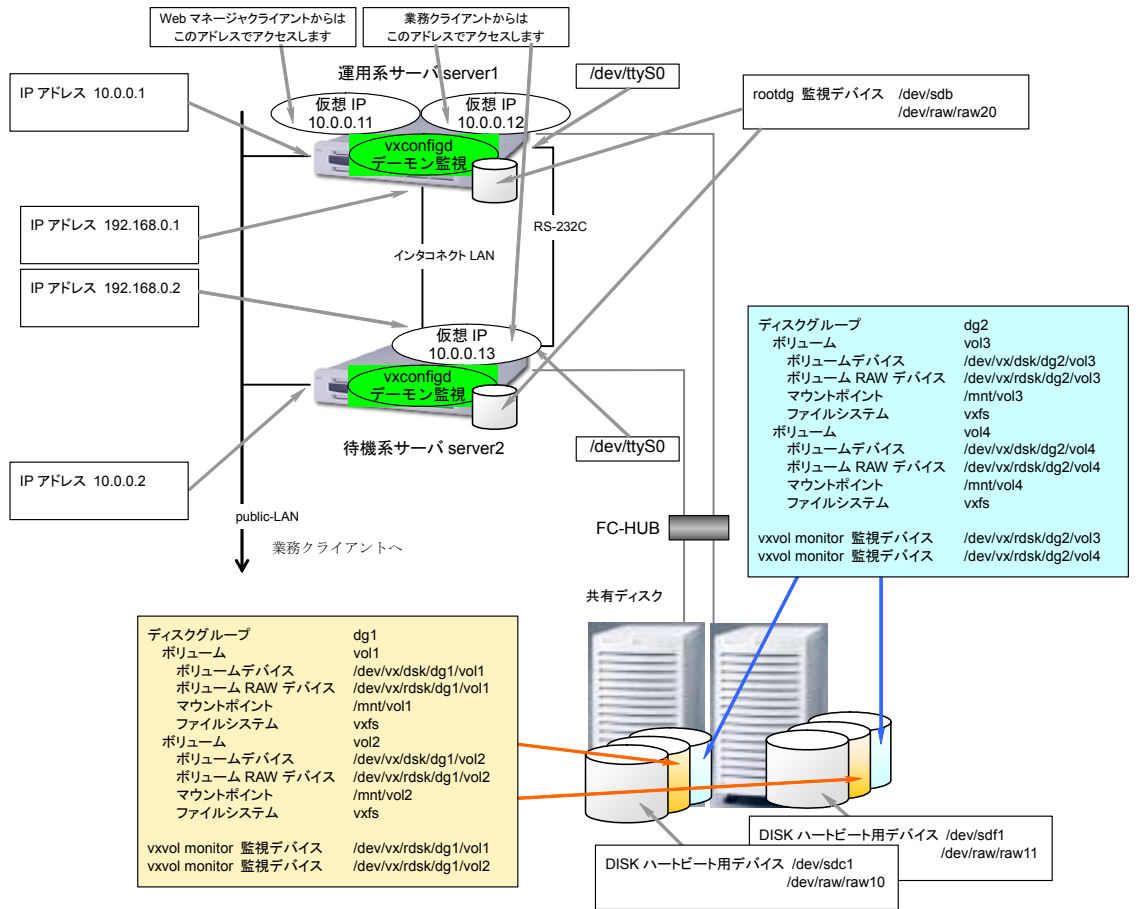 Web マネージャクライアントからは
このアドレスでアクセスします
業務クライアントからは
このアドレスでアクセスします
運用系サーバ server1
/dev/ttyS0
IP アドレス 10.0.0.1
rootdg 監視デバイス /dev/sdb
/dev/raw/raw20
仮想 IP
10.0.0.11
仮想 IP
10.0.0.12
vxconfigd
デーモン監視
IP アドレス 192.168.0.1
RS-232C
インタコネクト LAN
IP アドレス 192.168.0.2
仮想 IP
10.0.0.13
vxconfigd
デーモン監視
待機系サーバ server2
/dev/ttyS0
IP アドレス 10.0.0.2
public-LAN
業務クライアントへ
FC-HUB
共有ディスク
ディスクグループ dg2
ボリューム vol3
ボリュームデバイス /dev/vx/dsk/dg2/vol3
ボリューム RAW デバイス /dev/vx/rdsk/dg2/vol3
マウントポイント /mnt/vol3
ファイルシステム vxfs
ボリューム vol4
ボリュームデバイス /dev/vx/dsk/dg2/vol4
ボリューム RAW デバイス /dev/vx/rdsk/dg2/vol4
マウントポイント /mnt/vol4
ファイルシステム vxfs
vxvol monitor 監視デバイス /dev/vx/rdsk/dg2/vol3
vxvol monitor 監視デバイス /dev/vx/rdsk/dg2/vol4
ディスクグループ dg1
ボリューム vol1
ボリュームデバイス /dev/vx/dsk/dg1/vol1
ボリューム RAW デバイス /dev/vx/rdsk/dg1/vol1
マウントポイント /mnt/vol1
ファイルシステム vxfs
ボリューム vol2
ボリュームデバイス /dev/vx/dsk/dg1/vol2
ボリューム RAW デバイス /dev/vx/rdsk/dg1/vol2
マウントポイント /mnt/vol2
ファイルシステム vxfs
vxvol monitor 監視デバイス /dev/vx/rdsk/dg1/vol1
vxvol monitor 監視デバイス /dev/vx/rdsk/dg1/vol2
DISK ハートビート用デバイス /dev/sdf1
/dev/raw/raw11
DISK ハートビート用デバイス /dev/sdc1
/dev/raw/raw10